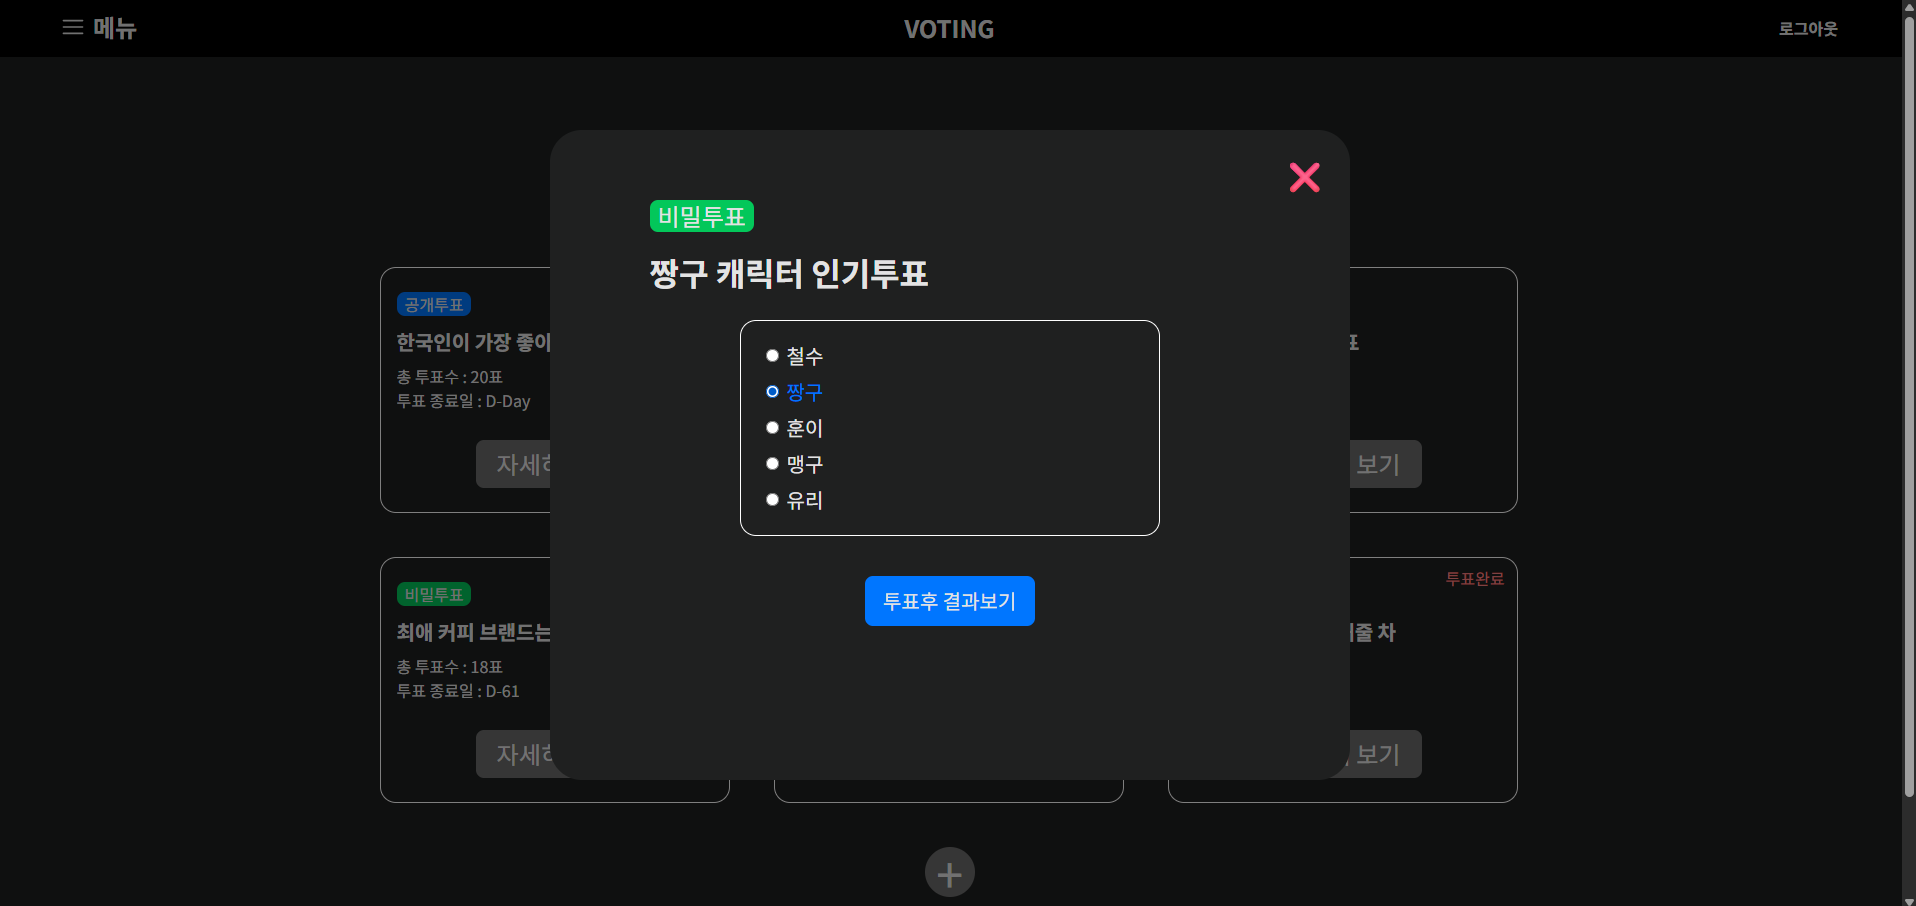 메뉴
VOTING
로그아웃
비밀투표
짱구 캐릭터 인기투표
철수
짱구
훈이
맹구
유리
투표후 결과보기
공개투표
한국인이 가장 좋아
총 투표수 : 20표
투표 종료일 : D-Day
자세
표
보기
비밀투표
최애 커피 브랜드는
총 투표수 : 18표
투표 종료일 : D-61
자세
투표완료
줄 차
보기